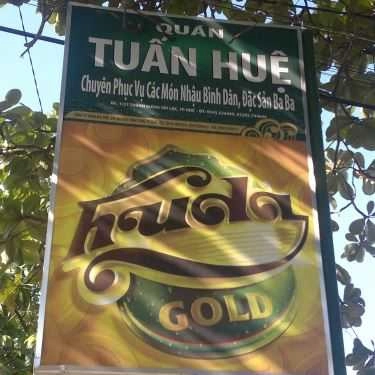 QUÁN
TUẤN HUỆ
Chuyên Phục Vụ Các Món Nhậu Bình Dân, Đặc Sản Ba Ba
huda
GOLD